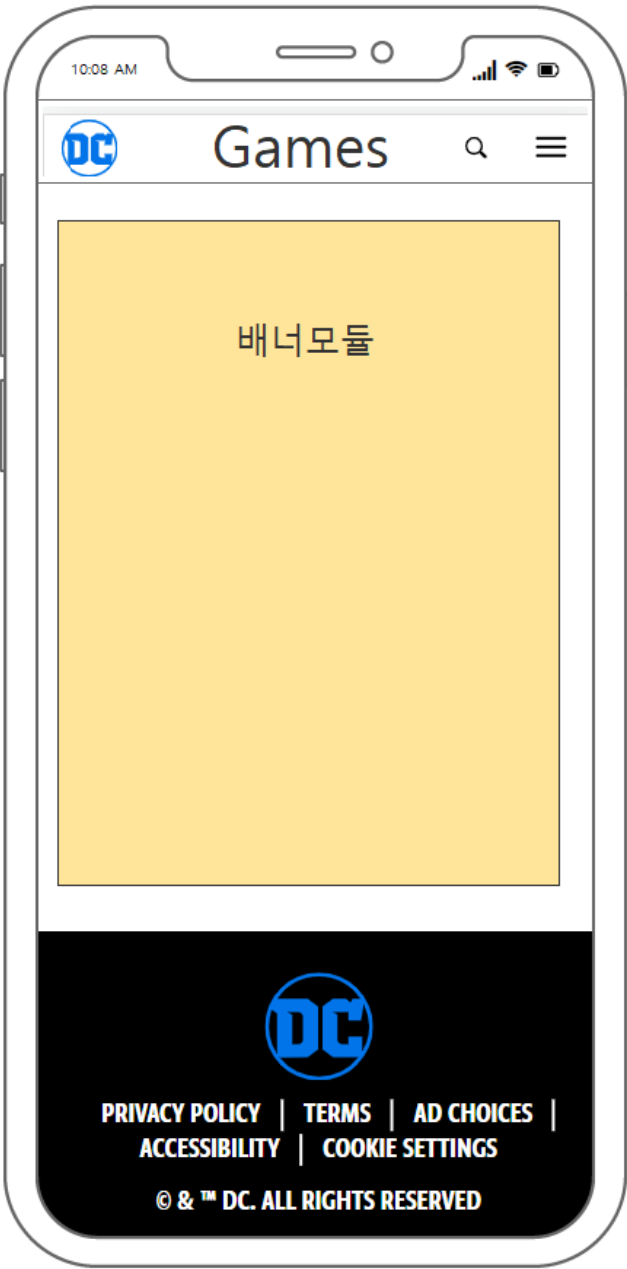 10:08 AM
DC Games
배너모듈
DC
PRIVACY POLICY | TERMS | AD CHOICES |
ACCESSIBILITY | COOKIE SETTINGS
© & ™ DC. ALL RIGHTS RESERVED